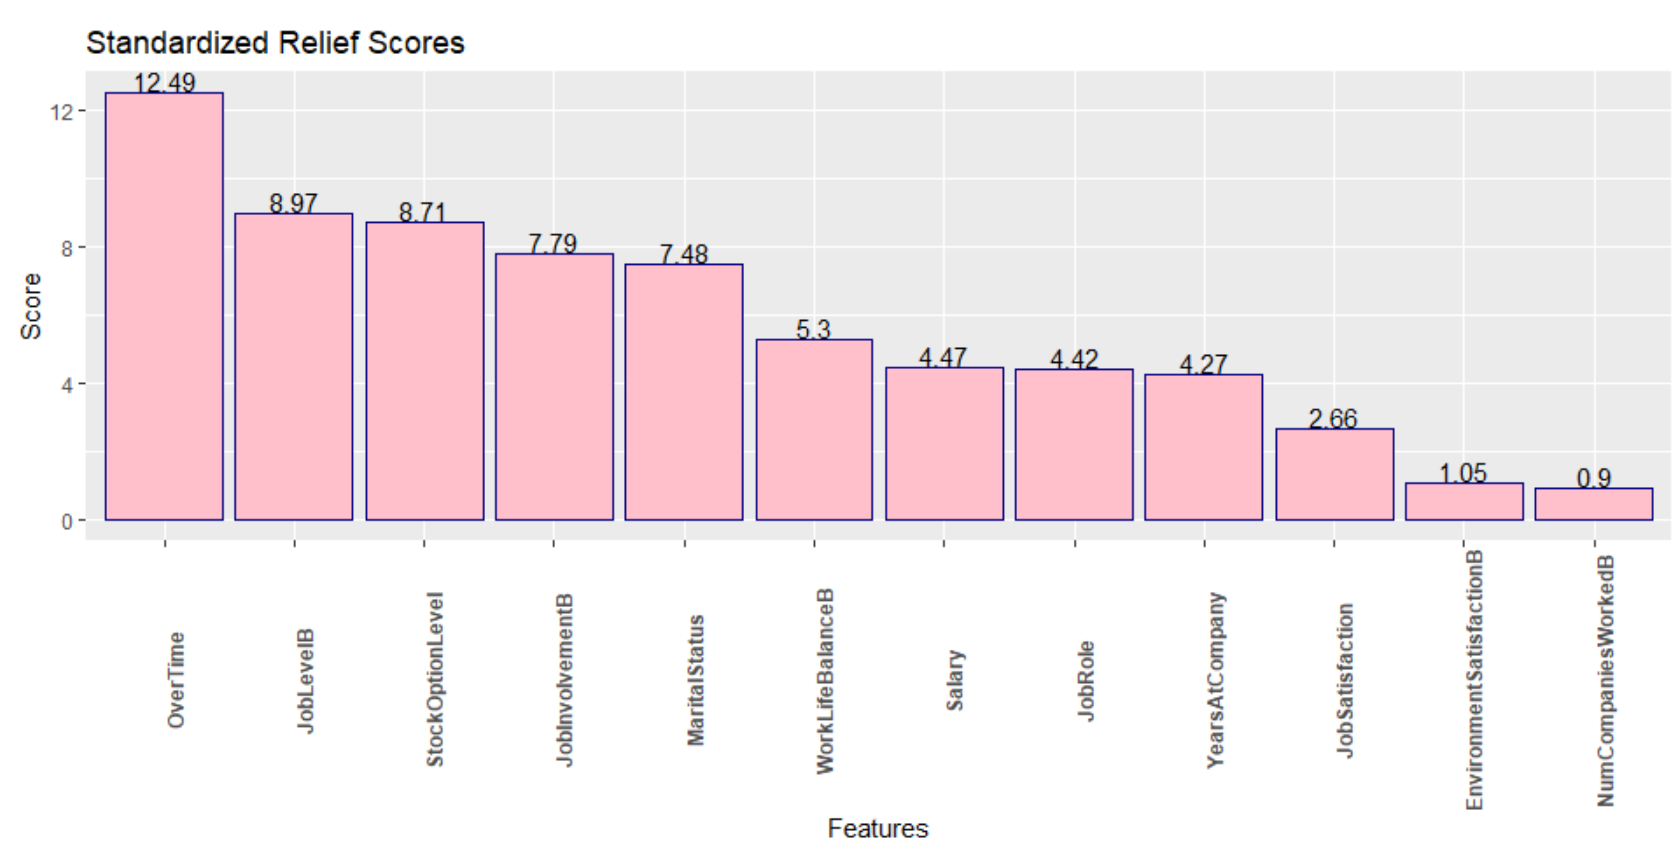 Standardized Relief Scores
12.49
8.97
8.71
7.79
7.48
5.3
4.47
4.42
4.27
2.66
1.05
0.9
12
8
4
0
Score
OverTime
JobLevelB
StockOptionLevel
JobInvolvementB
MaritalStatus
WorkLifeBalanceB
Salary
JobRole
YearsAtCompany
JobSatisfaction
EnvironmentSatisfactionB
NumCompaniesWorkedB
Features